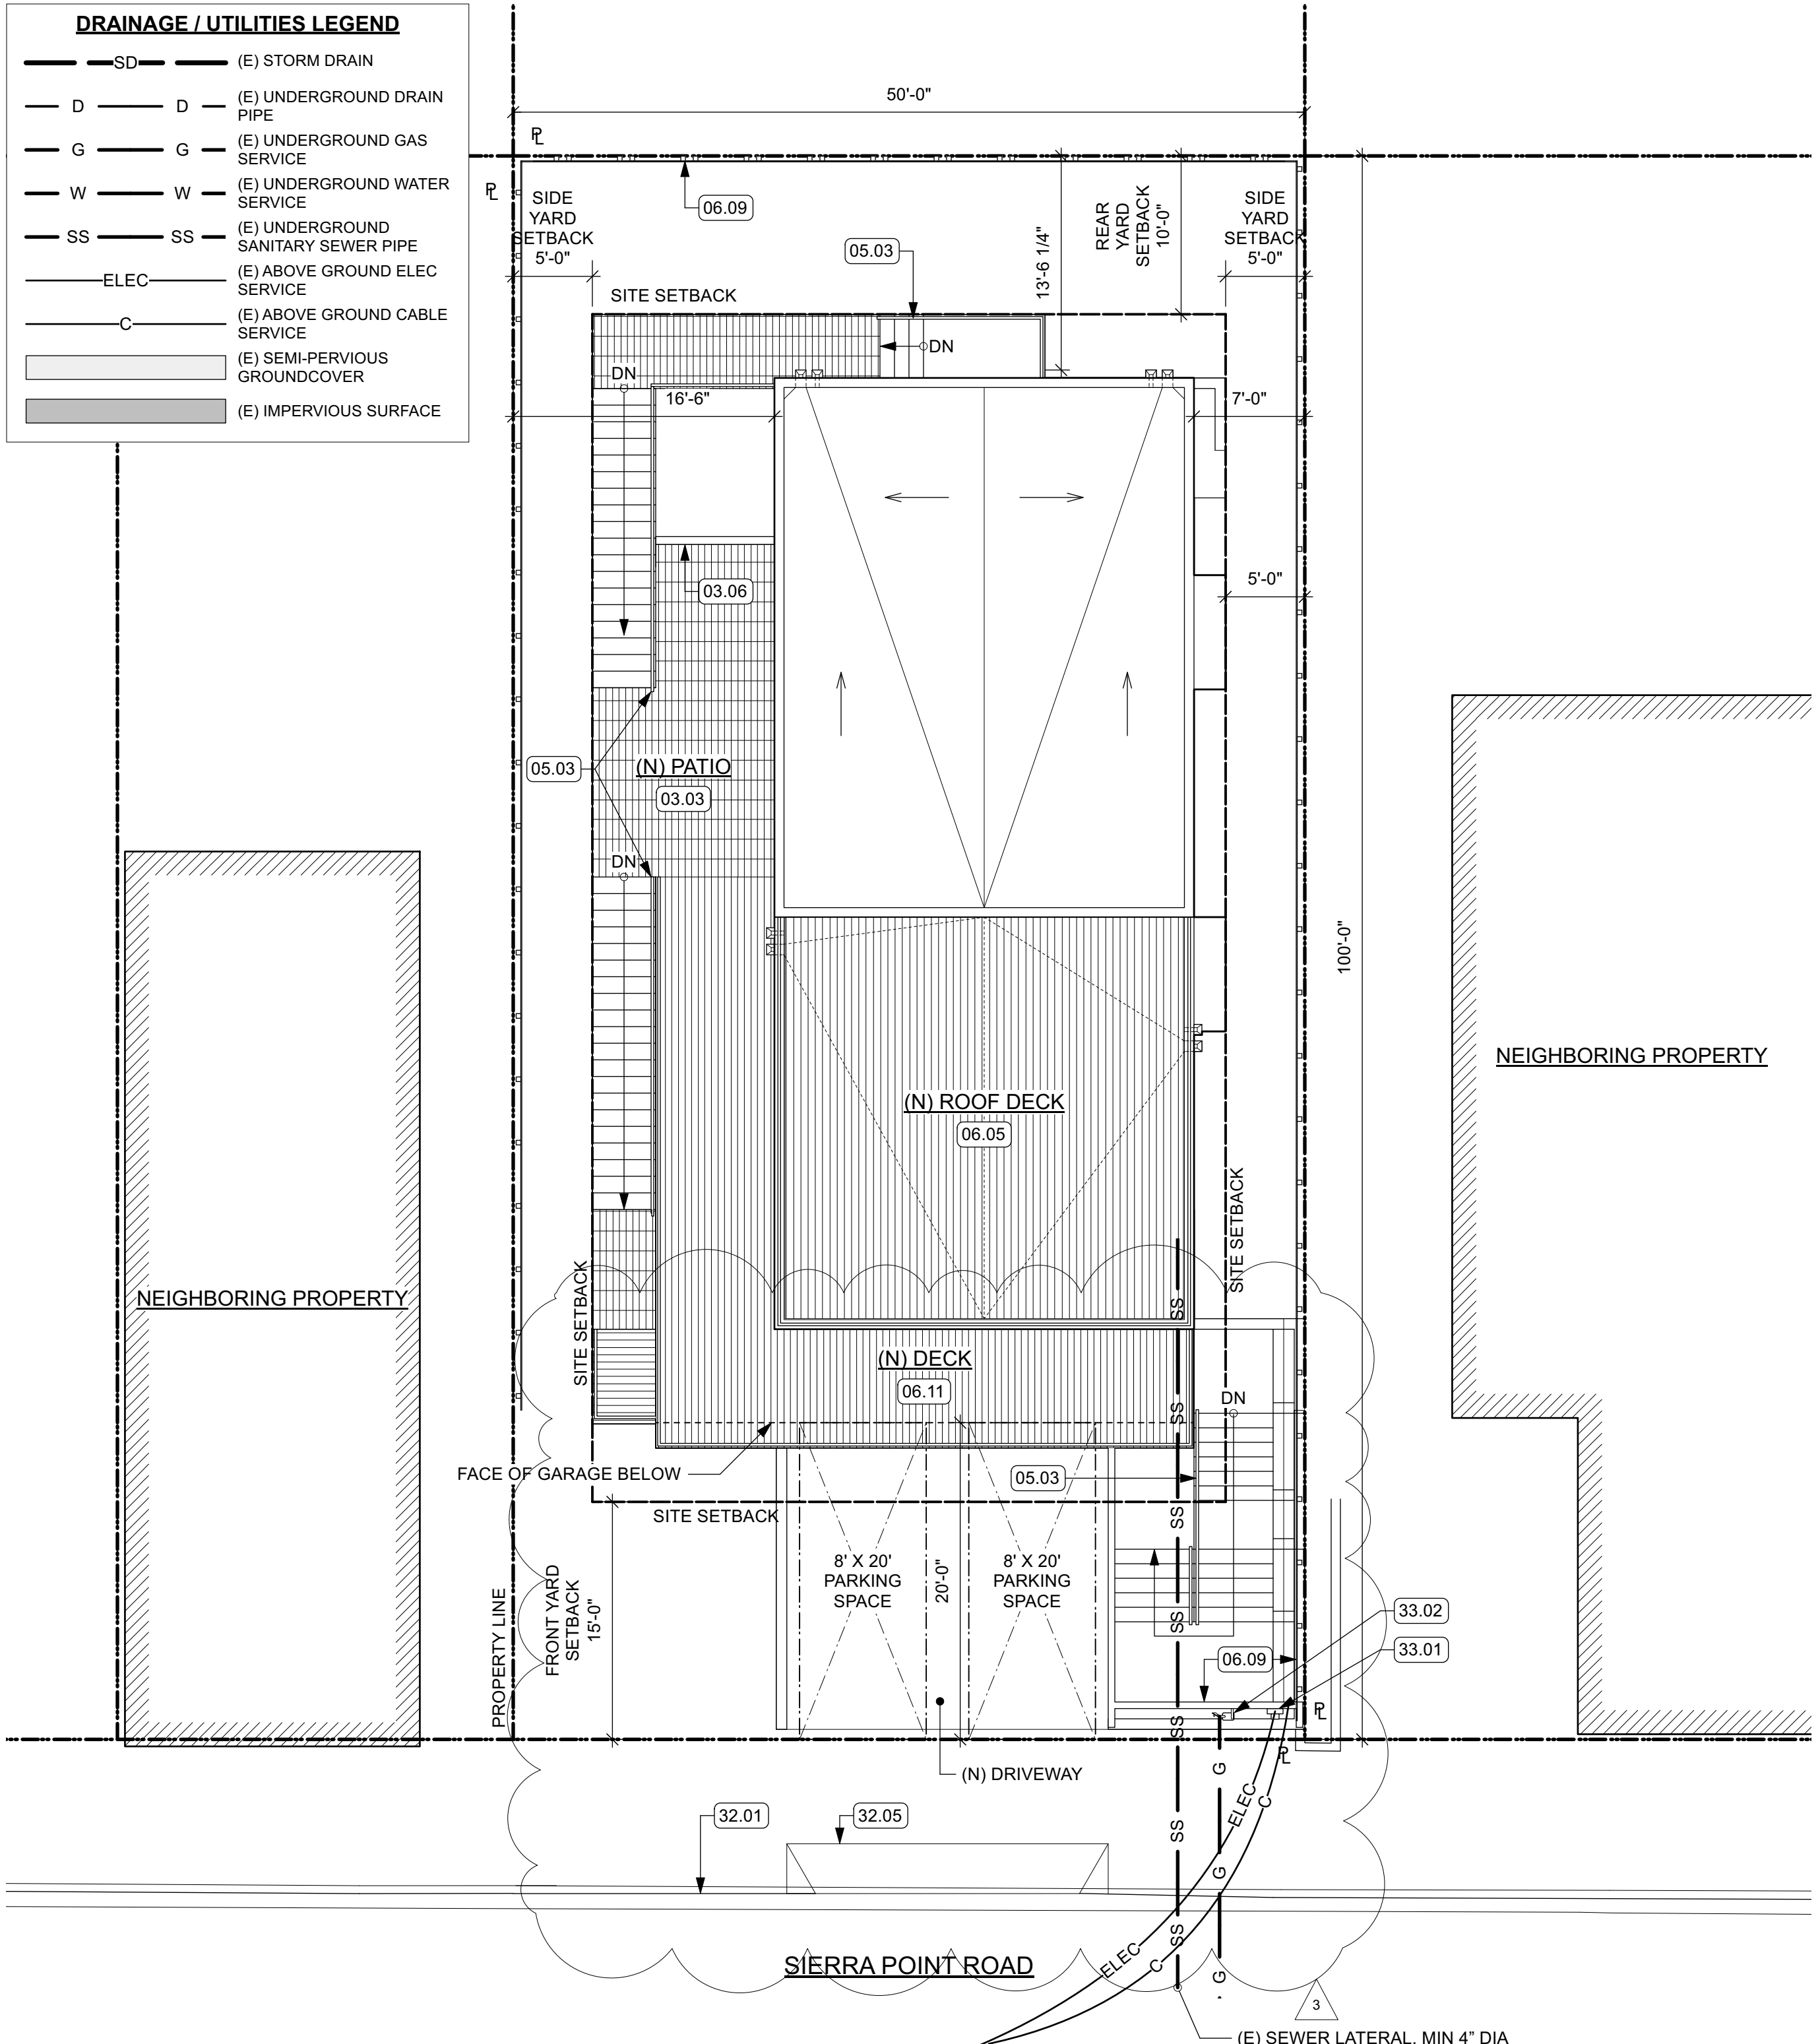 DRAINAGE / UTILITIES LEGEND
SD
(E) STORM DRAIN
D D
(E) UNDERGROUND DRAIN
PIPE
G G
(E) UNDERGROUND GAS
SERVICE
W W
(E) UNDERGROUND WATER
SERVICE
SS SS
(E) UNDERGROUND
SANITARY SEWER PIPE
ELEC
(E) ABOVE GROUND ELEC
SERVICE
C
(E) ABOVE GROUND CABLE
SERVICE
(E) SEMI-PERVIOUS
GROUNDCOVER
(E) IMPERVIOUS SURFACE
50'-0"
PL
PL
SIDE
YARD
SETBACK
5'-0"
06.09
05.03
13'-6 1/4"
REAR
YARD
SETBACK
10'-0"
SIDE
YARD
SETBACK
5'-0"
SITE SETBACK
DN
DN
16'-6"
7'-0"
03.06
5'-0"
05.03
(N) PATIO
03.03
DN
100'-0"
NEIGHBORING PROPERTY
(N) ROOF DECK
06.05
SITE SETBACK
NEIGHBORING PROPERTY
SITE SETBACK
SS
(N) DECK
06.11
DN
SS
FACE OF GARAGE BELOW
05.03
SITE SETBACK
SS
8' X 20'
PARKING
SPACE
20'-0"
8' X 20'
PARKING
SPACE
PROPERTY LINE
FRONT YARD
SETBACK
15'-0"
SS
33.02
33.01
06.09
PL
SS
PL
(N) DRIVEWAY
G
ELEC
C
32.01
32.05
SS
G
SS
SIERRA POINT ROAD
ELEC
C
G
3
(E) SEWER LATERAL, MIN 4” DIA